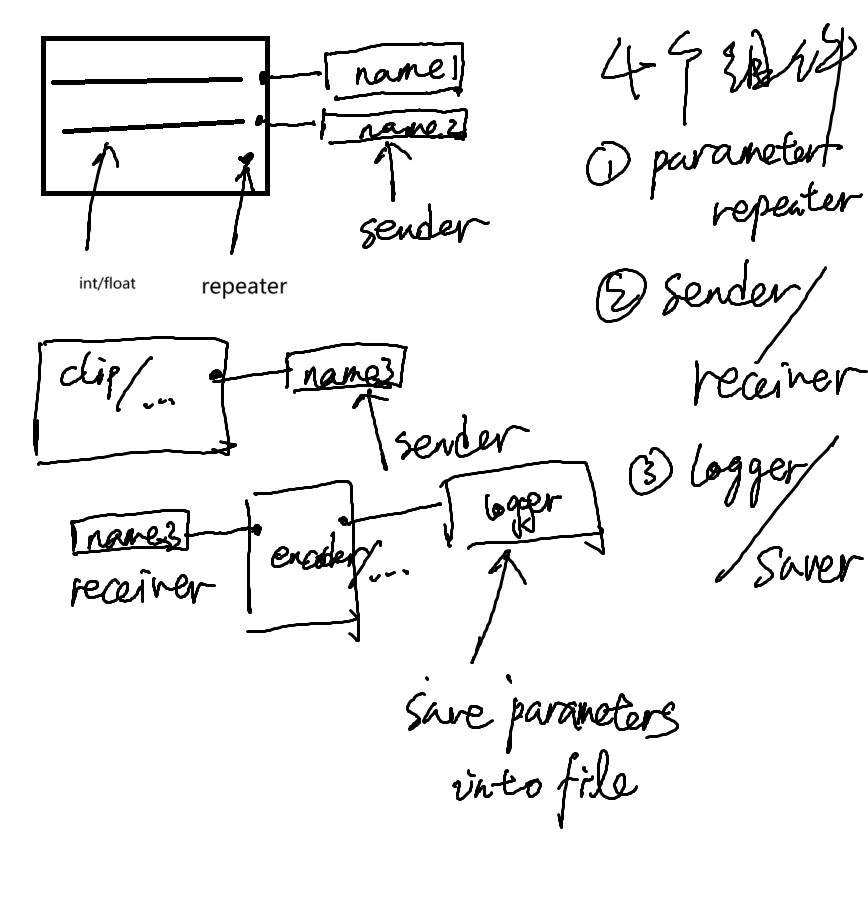 name1
name2
sender
int/float
repeater
clip/...
name3
sender
name3
receiver
encoder/...
logger
save parameters
into file
4个组件
① parameter
repeater
② sender/
receiver
③ logger/
saver